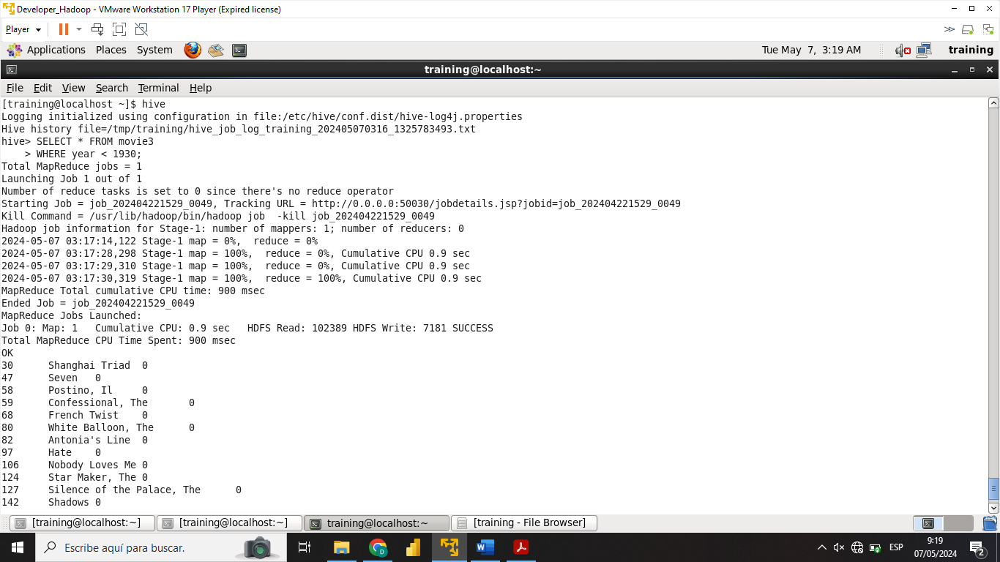 Developer_Hadoop - VMware Workstation 17 Player (Expired license)
Player
Applications Places System Tue May 7, 3:19 AM training
training@localhost:~
File Edit View Search Terminal Help
[training@localhost ~]$ hive
Logging initialized using configuration in file:/etc/hive/conf.dist/hive-log4j.properties
Hive history file=/tmp/training/hive_job_log_training_202405070316_1325783493.txt
hive> SELECT * FROM movie3
    > WHERE year < 1930;
Total MapReduce jobs = 1
Launching Job 1 out of 1
Number of reduce tasks is set to 0 since there's no reduce operator
Starting Job = job_202404221529_0049, Tracking URL = http://0.0.0.0:50030/jobdetails.jsp?jobid=job_202404221529_0049
Kill Command = /usr/lib/hadoop/bin/hadoop job  -kill job_202404221529_0049
Hadoop job information for Stage-1: number of mappers: 1; number of reducers: 0
2024-05-07 03:17:14,122 Stage-1 map = 0%,  reduce = 0%
2024-05-07 03:17:28,298 Stage-1 map = 100%,  reduce = 0%, Cumulative CPU 0.9 sec
2024-05-07 03:17:29,310 Stage-1 map = 100%,  reduce = 0%, Cumulative CPU 0.9 sec
2024-05-07 03:17:30,319 Stage-1 map = 100%,  reduce = 100%, Cumulative CPU 0.9 sec
MapReduce Total cumulative CPU time: 900 msec
Ended Job = job_202404221529_0049
MapReduce Jobs Launched:
Job 0: Map: 1   Cumulative CPU: 0.9 sec   HDFS Read: 102389 HDFS Write: 7181 SUCCESS
Total MapReduce CPU Time Spent: 900 msec
OK
30      Shanghai Triad  0
47      Seven   0
58      Postino, Il     0
59      Confessional, The       0
68      French Twist    0
80      White Balloon, The      0
82      Antonia's Line  0
97      Hate    0
106     Nobody Loves Me 0
124     Star Maker, The 0
127     Silence of the Palace, The      0
142     Shadows 0
[training@localhost:~] [training@localhost:~] training@localhost:~ [training - File Browser]
Escribe aquí para buscar. ESP 9:19
07/05/2024 2